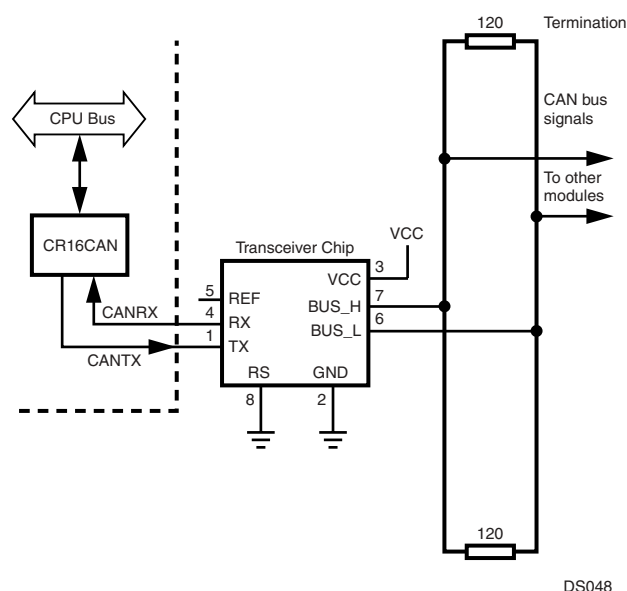 120
Termination
CPU Bus
CAN bus
signals
To other
modules
CR16CAN
Transceiver Chip
VCC
3
VCC
5
REF
7
BUS_H
CANRX
4
RX
6
BUS_L
1
TX
CANTX
RS
GND
8
2
120
DS048